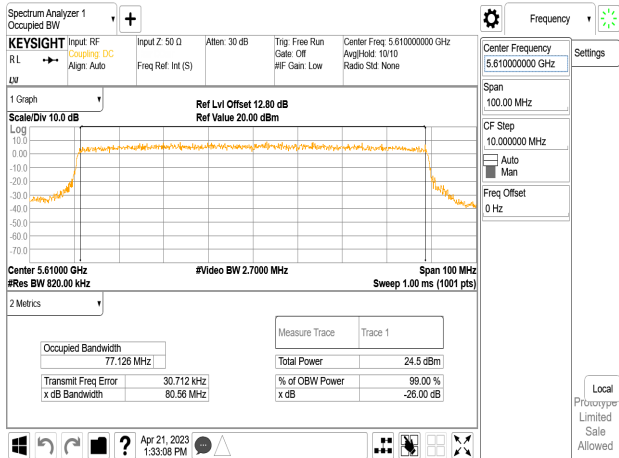 Spectrum Analyzer 1
Occupied BW
Frequency
KEYSIGHT
Input: RF
Input Z: 50 Ω
Atten: 30 dB
Trig: Free Run
Center Freq: 5.610000000 GHz
R L
Coupling: DC
Gate: Off
Avg|Hold: 10/10
Align: Auto
Freq Ref: Int (S)
#IF Gain: Low
Radio Std: None
LXI
Center Frequency
5.610000000 GHz
Settings
Span
100.00 MHz
CF Step
10.000000 MHz
Auto
Man
Freq Offset
0 Hz
1 Graph
Ref Lvl Offset 12.80 dB
Scale/Div 10.0 dB
Ref Value 20.00 dBm
Log
10.0
0.00
-10.0
-20.0
-30.0
-40.0
-50.0
-60.0
-70.0
Center 5.61000 GHz
#Video BW 2.7000 MHz
Span 100 MHz
#Res BW 820.00 kHz
Sweep 1.00 ms (1001 pts)
2 Metrics
Measure Trace
Trace 1
Occupied Bandwidth
77.126 MHz
Total Power
24.5 dBm
Transmit Freq Error
30.712 kHz
% of OBW Power
99.00 %
x dB Bandwidth
80.56 MHz
x dB
-26.00 dB
Local
Prototype
Limited
Sale
Allowed
?
Apr 21, 2023
1:33:08 PM